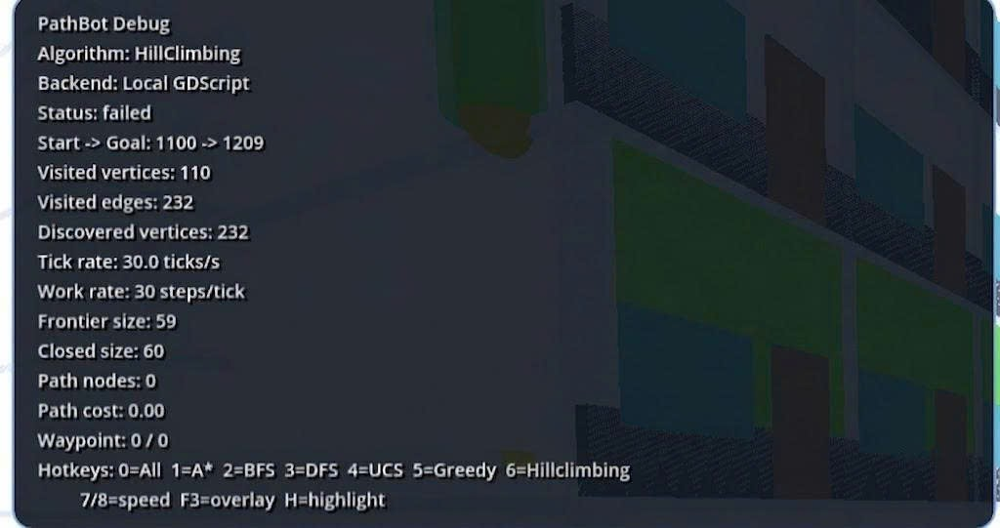 PathBot Debug
Algorithm: HillClimbing
Backend: Local GDScript
Status: failed
Start -> Goal: 1100 -> 1209
Visited vertices: 110
Visited edges: 232
Discovered vertices: 232
Tick rate: 30.0 ticks/s
Work rate: 30 steps/tick
Frontier size: 59
Closed size: 60
Path nodes: 0
Path cost: 0.00
Waypoint: 0 / 0
Hotkeys: 0=All 1=A* 2=BFS 3=DFS 4=UCS 5=Greedy 6=Hillclimbing
7/8=speed F3=overlay H=highlight